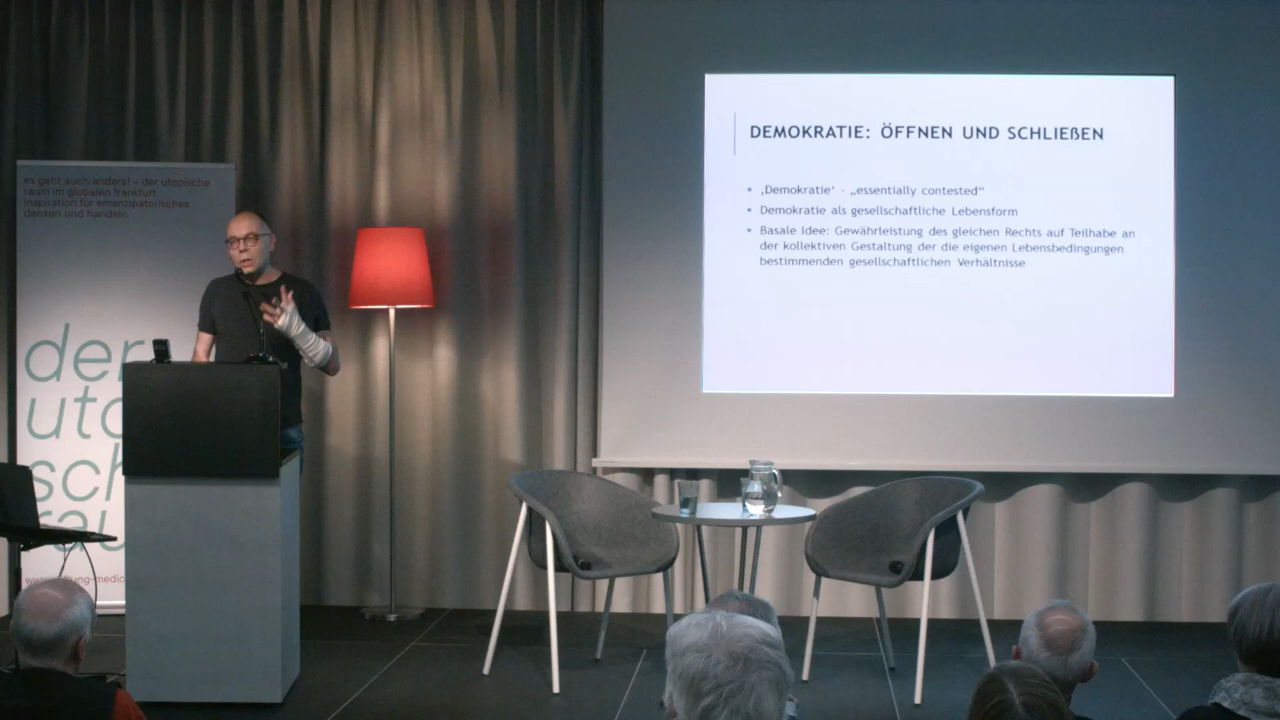 es geht auch anders! – der utopische
raum im globalen frankfurt
inspiration für emanzipatorisches
denken und handeln
der
uto
sch
rau
DEMOKRATIE: ÖFFNEN UND SCHLIEßEN
• ‚Demokratie‘ - „essentially contested“
• Demokratie als gesellschaftliche Lebensform
• Basale Idee: Gewährleistung des gleichen Rechts auf Teilhabe an
der kollektiven Gestaltung der die eigenen Lebensbedingungen
bestimmenden gesellschaftlichen Verhältnisse